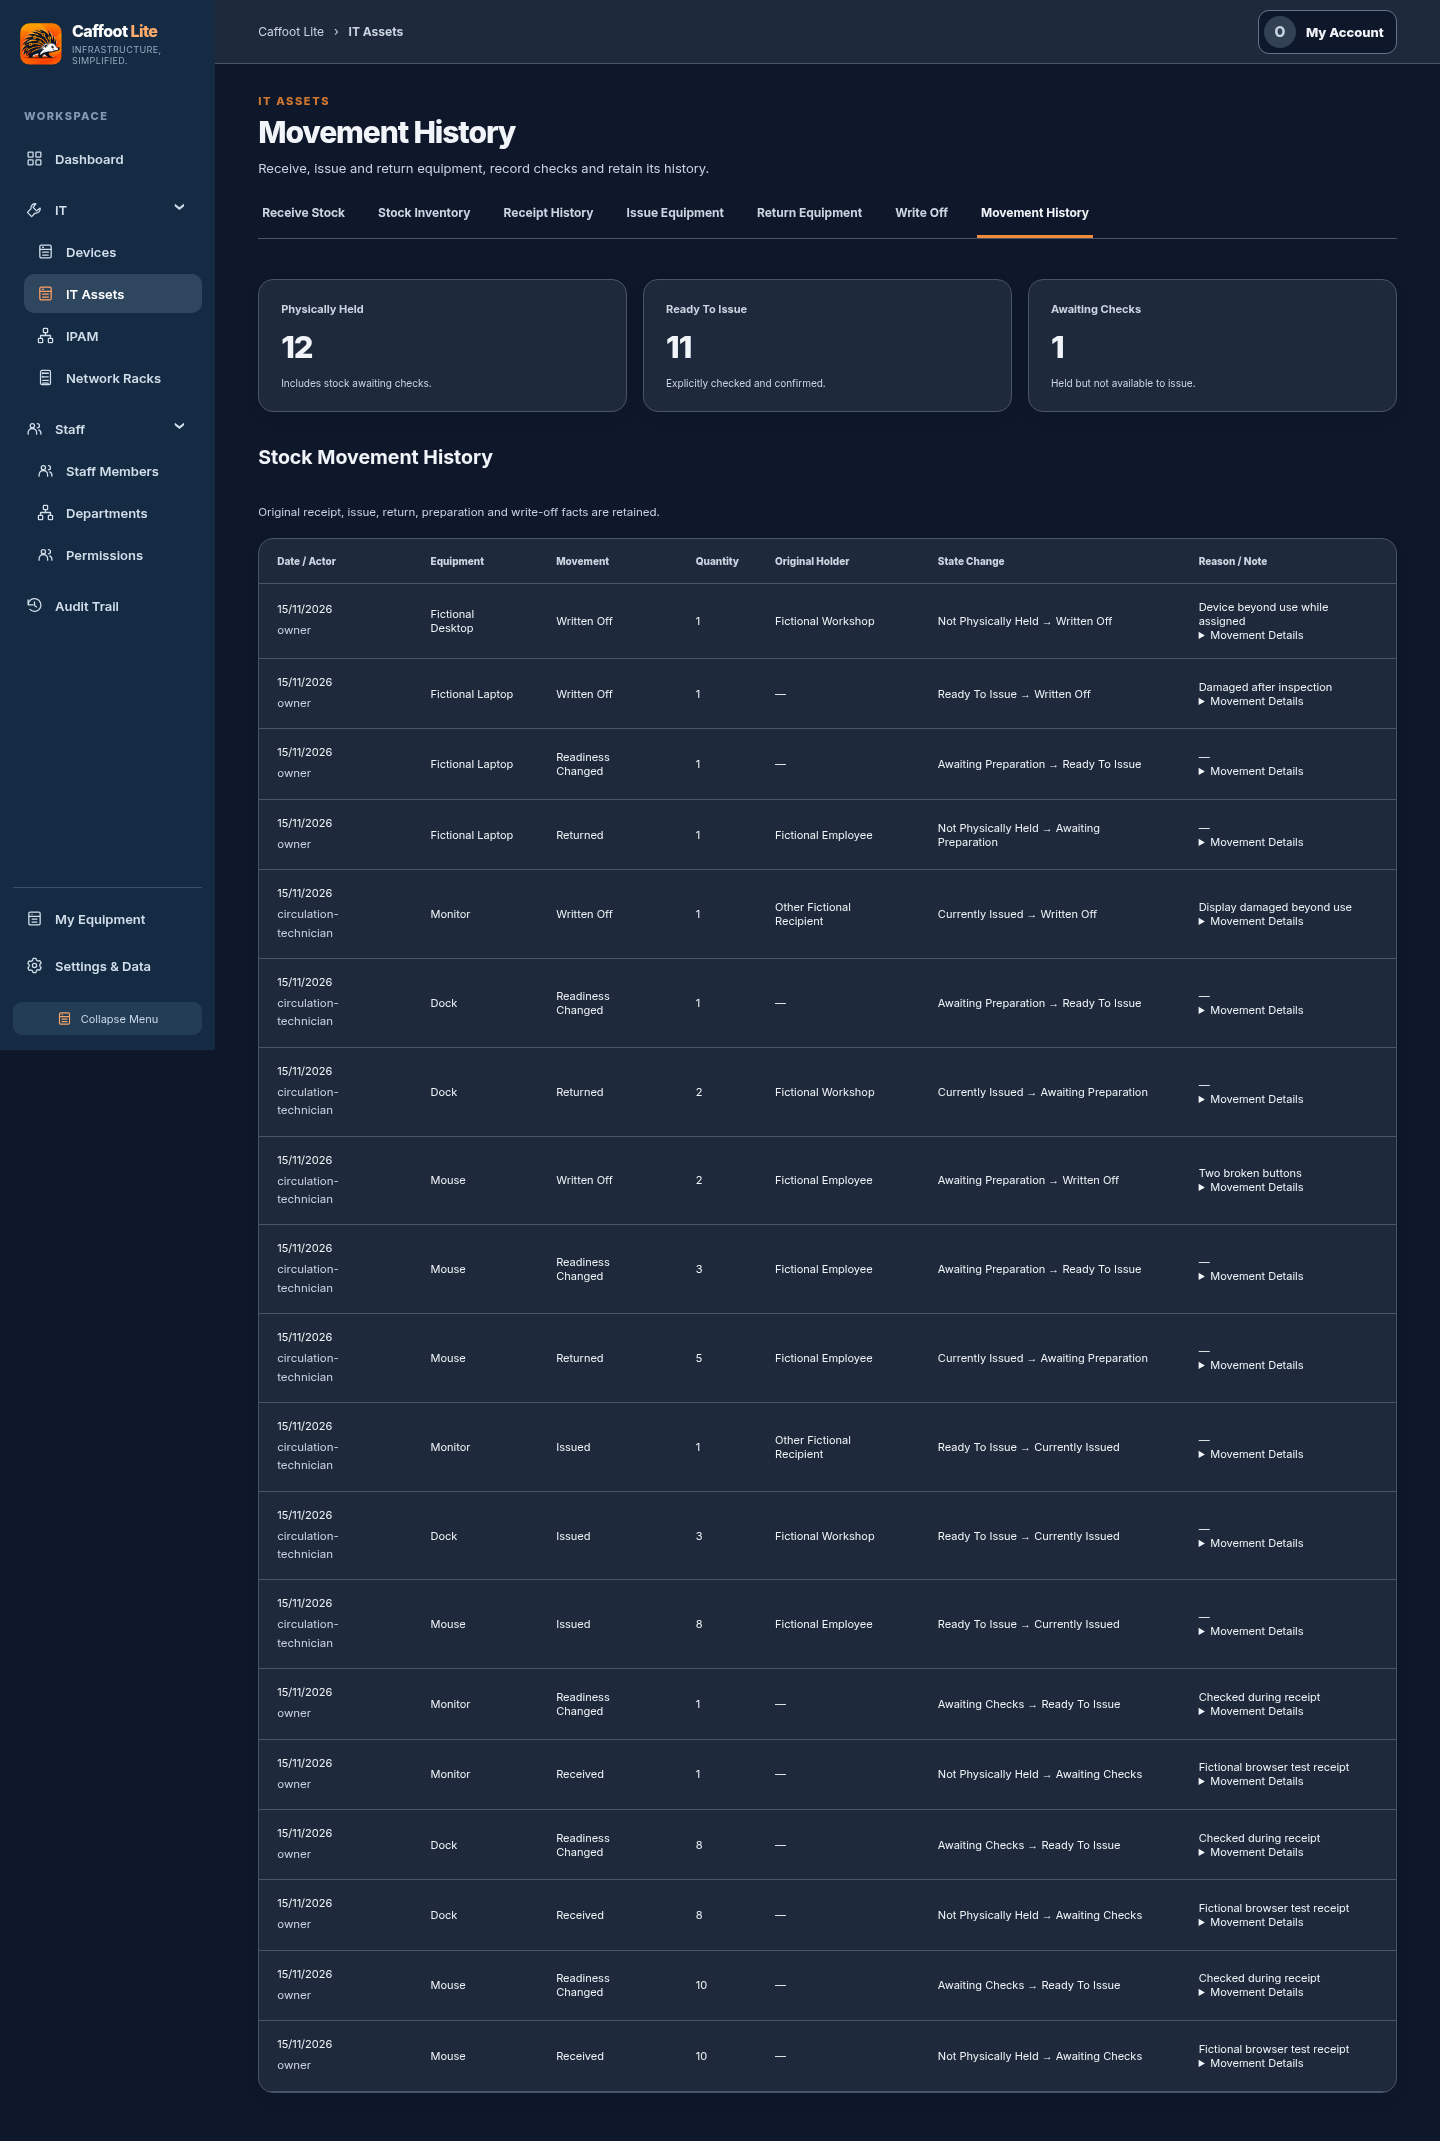 Caffoot Lite
INFRASTRUCTURE,
SIMPLIFIED.
WORKSPACE
Dashboard
IT
Devices
IT Assets
IPAM
Network Racks
Staff
Staff Members
Departments
Permissions
Audit Trail
My Equipment
Settings & Data
Collapse Menu
Caffoot Lite › IT Assets
O My Account
IT ASSETS
Movement History
Receive, issue and return equipment, record checks and retain its history.
Receive Stock Stock Inventory Receipt History Issue Equipment Return Equipment Write Off Movement History
Physically Held
12
Includes stock awaiting checks.
Ready To Issue
11
Explicitly checked and confirmed.
Awaiting Checks
1
Held but not available to issue.
Stock Movement History
Original receipt, issue, return, preparation and write-off facts are retained.
Date / Actor Equipment Movement Quantity Original Holder State Change Reason / Note
15/11/2026
owner
Fictional
Desktop
Written Off
1
Fictional Workshop
Not Physically Held → Written Off
Device beyond use while
assigned
▶ Movement Details
15/11/2026
owner
Fictional Laptop
Written Off
1
—
Ready To Issue → Written Off
Damaged after inspection
▶ Movement Details
15/11/2026
owner
Fictional Laptop
Readiness
Changed
1
—
Awaiting Preparation → Ready To Issue
—
▶ Movement Details
15/11/2026
owner
Fictional Laptop
Returned
1
Fictional Employee
Not Physically Held → Awaiting
Preparation
—
▶ Movement Details
15/11/2026
circulation-
technician
Monitor
Written Off
1
Other Fictional
Recipient
Currently Issued → Written Off
Display damaged beyond use
▶ Movement Details
15/11/2026
circulation-
technician
Dock
Readiness
Changed
1
—
Awaiting Preparation → Ready To Issue
—
▶ Movement Details
15/11/2026
circulation-
technician
Dock
Returned
2
Fictional Workshop
Currently Issued → Awaiting Preparation
—
▶ Movement Details
15/11/2026
circulation-
technician
Mouse
Written Off
2
Fictional Employee
Awaiting Preparation → Written Off
Two broken buttons
▶ Movement Details
15/11/2026
circulation-
technician
Mouse
Readiness
Changed
3
Fictional Employee
Awaiting Preparation → Ready To Issue
—
▶ Movement Details
15/11/2026
circulation-
technician
Mouse
Returned
5
Fictional Employee
Currently Issued → Awaiting Preparation
—
▶ Movement Details
15/11/2026
circulation-
technician
Monitor
Issued
1
Other Fictional
Recipient
Ready To Issue → Currently Issued
—
▶ Movement Details
15/11/2026
circulation-
technician
Dock
Issued
3
Fictional Workshop
Ready To Issue → Currently Issued
—
▶ Movement Details
15/11/2026
circulation-
technician
Mouse
Issued
8
Fictional Employee
Ready To Issue → Currently Issued
—
▶ Movement Details
15/11/2026
owner
Monitor
Readiness
Changed
1
—
Awaiting Checks → Ready To Issue
Checked during receipt
▶ Movement Details
15/11/2026
owner
Monitor
Received
1
—
Not Physically Held → Awaiting Checks
Fictional browser test receipt
▶ Movement Details
15/11/2026
owner
Dock
Readiness
Changed
8
—
Awaiting Checks → Ready To Issue
Checked during receipt
▶ Movement Details
15/11/2026
owner
Dock
Received
8
—
Not Physically Held → Awaiting Checks
Fictional browser test receipt
▶ Movement Details
15/11/2026
owner
Mouse
Readiness
Changed
10
—
Awaiting Checks → Ready To Issue
Checked during receipt
▶ Movement Details
15/11/2026
owner
Mouse
Received
10
—
Not Physically Held → Awaiting Checks
Fictional browser test receipt
▶ Movement Details